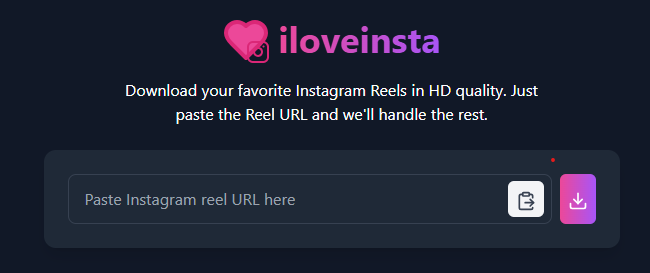 iloveinsta
Download your favorite Instagram Reels in HD quality. Just
paste the Reel URL and we'll handle the rest.
Paste Instagram reel URL here